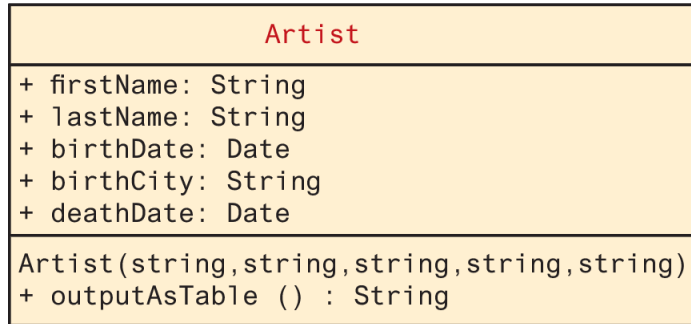 Artist
+ firstName: String
+ lastName: String
+ birthDate: Date
+ birthCity: String
+ deathDate: Date
Artist(string,string,string,string,string)
+ outputAsTable () : String